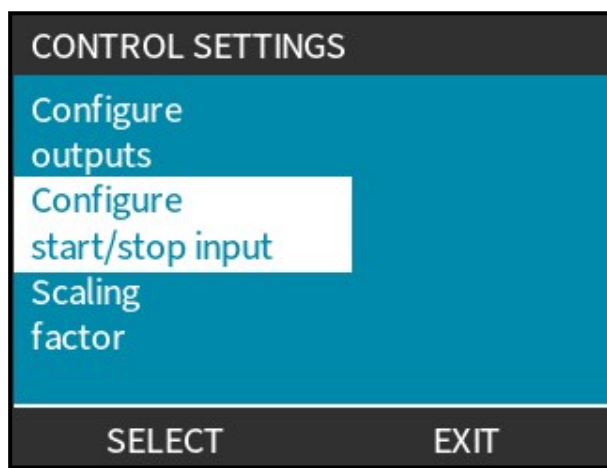 CONTROL SETTINGS
Configure
outputs
Configure
start/stop input
Scaling
factor
SELECT EXIT